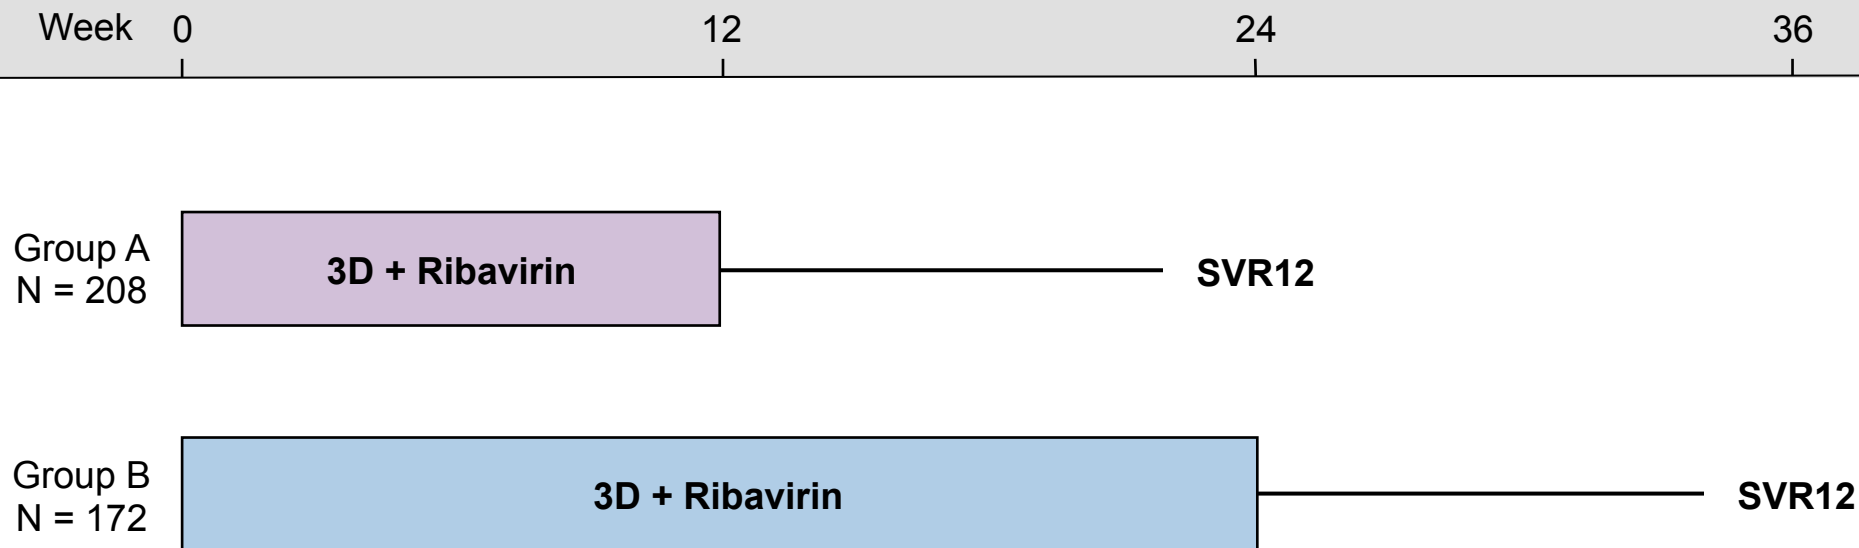 Week 0 12 24 36
Group A
N = 208
3D + Ribavirin
SVR12
Group B
N = 172
3D + Ribavirin
SVR12